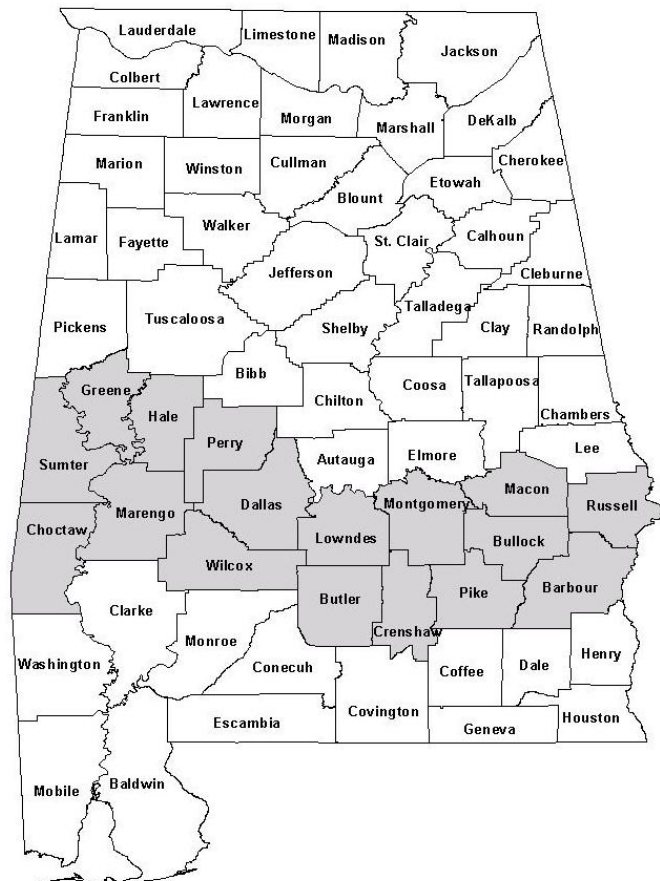 Lauderdale
Limestone
Madison
Jackson
Colbert
Lawrence
Franklin
Morgan
Marshall
DeKalb
Marion
Winston
Cullman
Cherokee
Blount
Etowah
Lamar
Fayette
Walker
St. Clair
Calhoun
Jefferson
Cleburne
Pickens
Tuscaloosa
Talladega
Shelby
Clay
Randolph
Greene
Bibb
Hale
Chilton
Coosa
Tallapoosa
Chambers
Perry
Sumter
Autauga
Elmore
Lee
Marengo
Dallas
Montgomery
Macon
Russell
Choctaw
Lowndes
Bullock
Wilcox
Butler
Pike
Barbour
Clarke
Crenshaw
Washington
Monroe
Conecuh
Coffee
Dale
Henry
Escambia
Covington
Geneva
Houston
Mobile
Baldwin